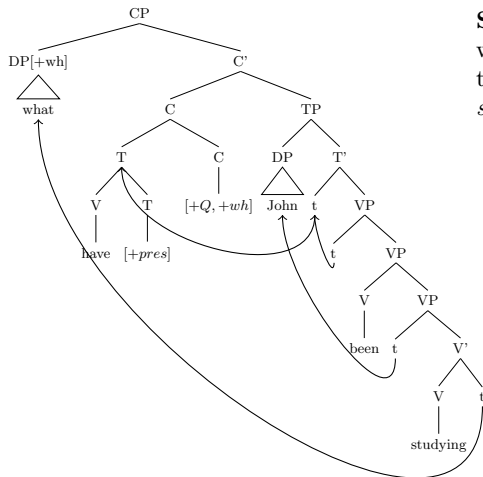 CP
DP[+wh] C'
what C TP
T C DP T'
V T [+Q, +wh] John t VP
have [+pres] t VP
V VP
been t V'
V t
studying